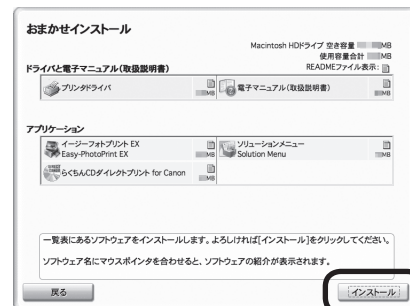 おまかせインストール
Macintosh HDドライブ 空き容量 MB
使用容量合計 MB
ドライバと電子マニュアル(取扱説明書)
READMEファイル表示:
プリンタドライバ
MB
電子マニュアル(取扱説明書)
MB
アプリケーション
イージーフォトプリント EX
Easy-PhotoPrint EX
MB
ソリューションメニュー
Solution Menu
MB
らくちんCDダイレクトプリント for Canon
MB
一覧表にあるソフトウェアをインストールします。よろしければ[インストール]をクリックしてください。
ソフトウェア名にマウスポインタを合わせると、ソフトウェアの紹介が表示されます。
戻る
インストール